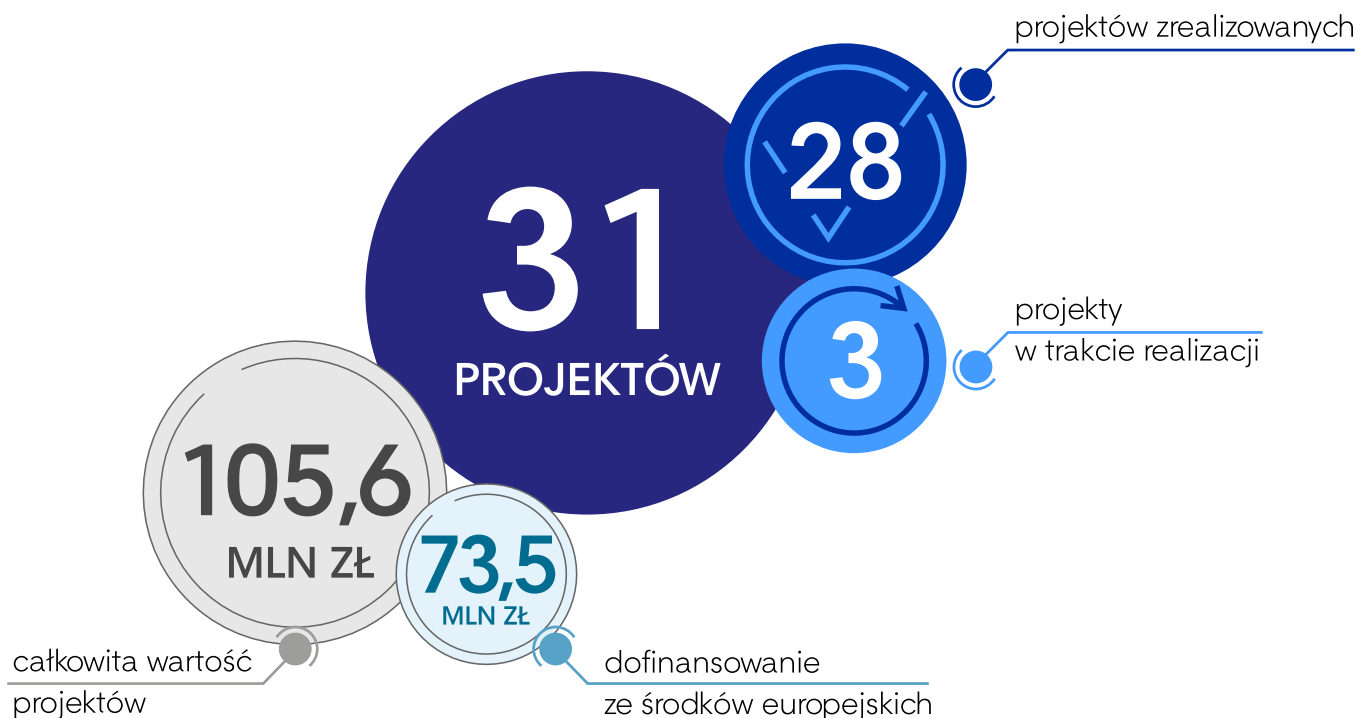 projektów zrealizowanych
28
31
PROJEKTÓW
projekty
w trakcie realizacji
3
105,6
MLN ZŁ
73,5
MLN ZŁ
całkowita wartość
projektów
dofinansowanie
ze środków europejskich